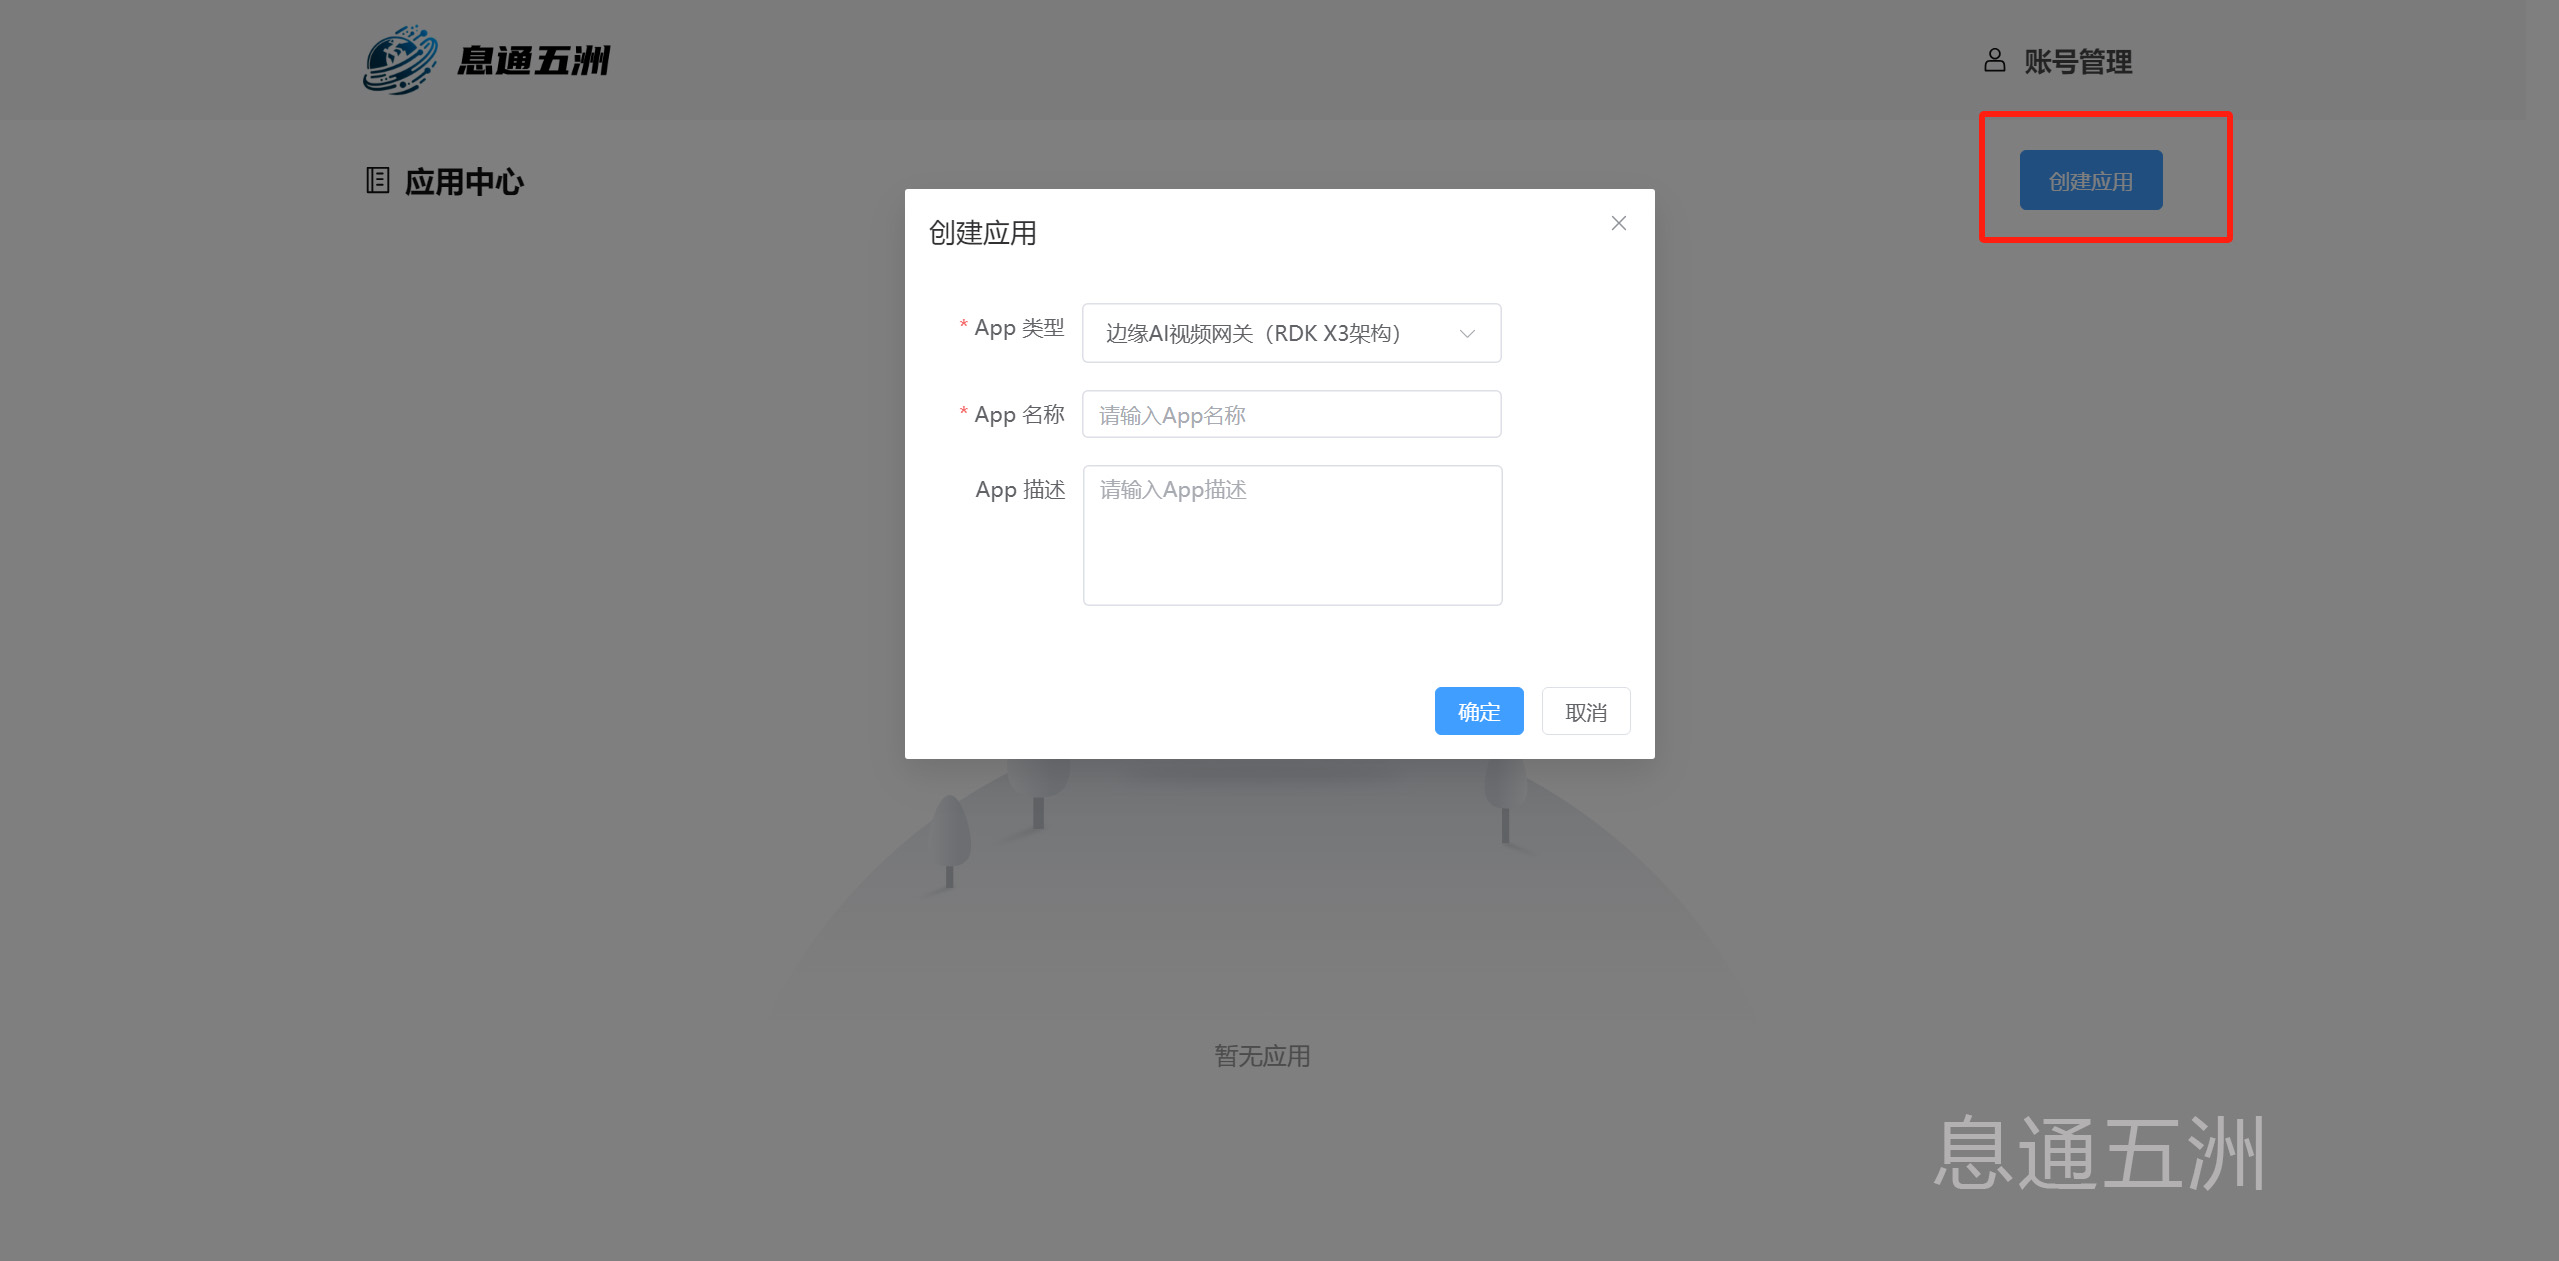 息通五洲
账号管理
应用中心
创建应用
创建应用
* App 类型
边缘AI视频网关（RDK X3架构）
* App 名称
请输入App名称
App 描述
请输入App描述
确定
取消
暂无应用
息通五洲